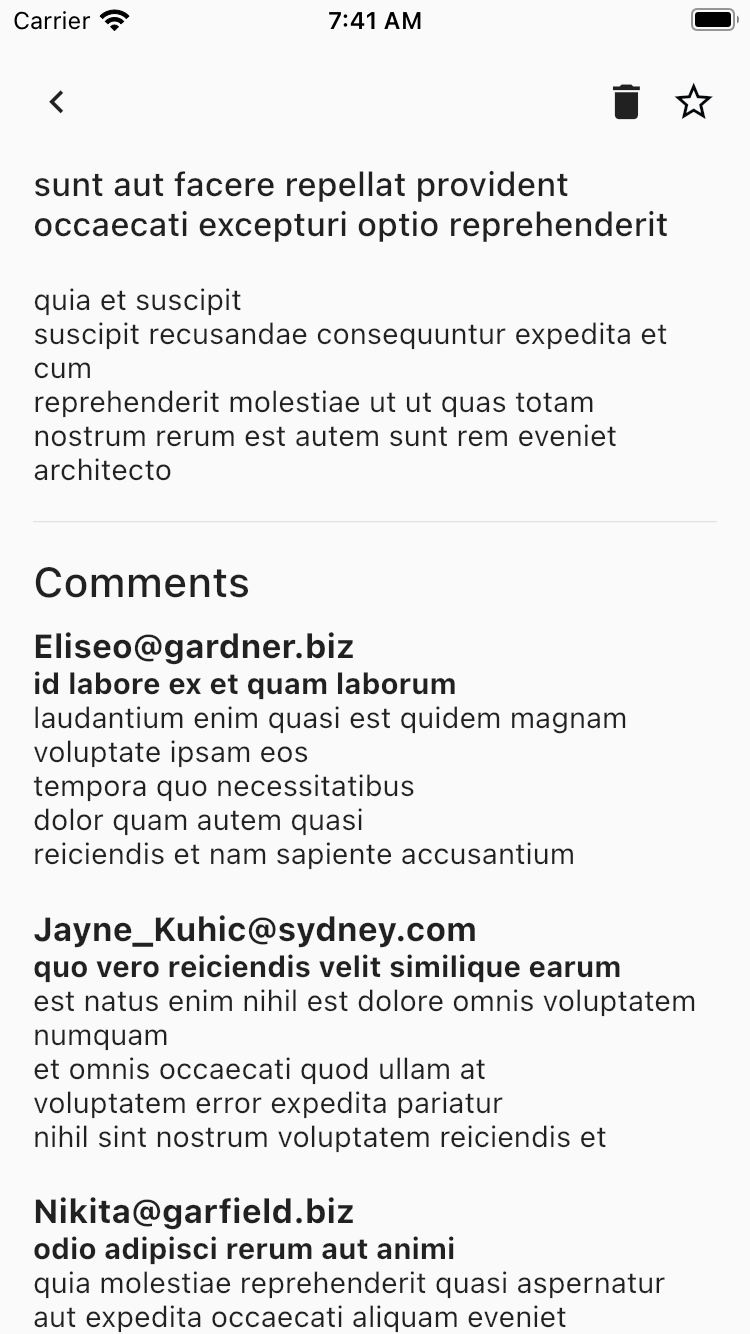 Carrier 7:41 AM
sunt aut facere repellat provident
occaecati excepturi optio reprehenderit
quia et suscipit
suscipit recusandae consequuntur expedita et
cum
reprehenderit molestiae ut ut quas totam
nostrum rerum est autem sunt rem eveniet
architecto
Comments
Eliseo@gardner.biz
id labore ex et quam laborum
laudantium enim quasi est quidem magnam
voluptate ipsam eos
tempora quo necessitatibus
dolor quam autem quasi
reiciendis et nam sapiente accusantium
Jayne_Kuhic@sydney.com
quo vero reiciendis velit similique earum
est natus enim nihil est dolore omnis voluptatem
numquam
et omnis occaecati quod ullam at
voluptatem error expedita pariatur
nihil sint nostrum voluptatem reiciendis et
Nikita@garfield.biz
odio adipisci rerum aut animi
quia molestiae reprehenderit quasi aspernatur
aut expedita occaecati aliquam eveniet